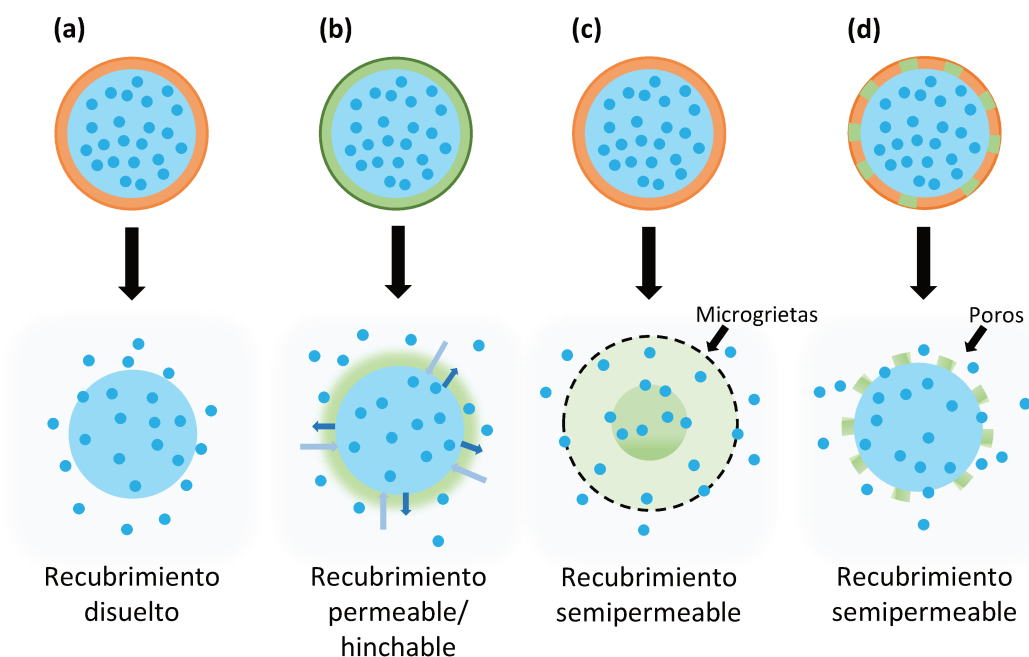 (a)
(b)
(c)
(d)
Microgrietas
Poros
Recubrimiento
disuelto
Recubrimiento
permeable/
hinchable
Recubrimiento
semipermeable
Recubrimiento
semipermeable